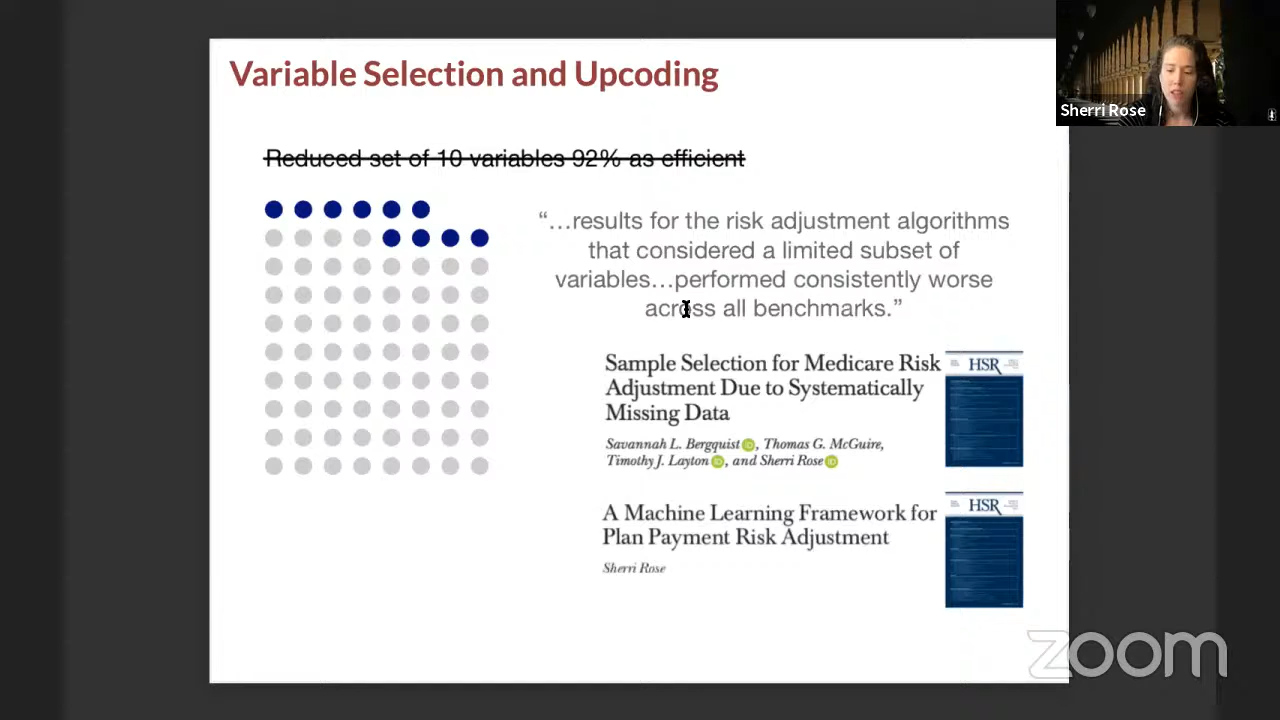 Variable Selection and Upcoding
Sherri Rose
Reduced set of 10 variables 92% as efficient
“…results for the risk adjustment algorithms
that considered a limited subset of
variables…performed consistently worse
across all benchmarks.”
Sample Selection for Medicare Risk
Adjustment Due to Systematically
Missing Data
Savannah L. Bergquist iD, Thomas G. McGuire,
Timothy J. Layton iD, and Sherri Rose iD
HSR
A Machine Learning Framework for
Plan Payment Risk Adjustment
Sherri Rose
HSR
zoom